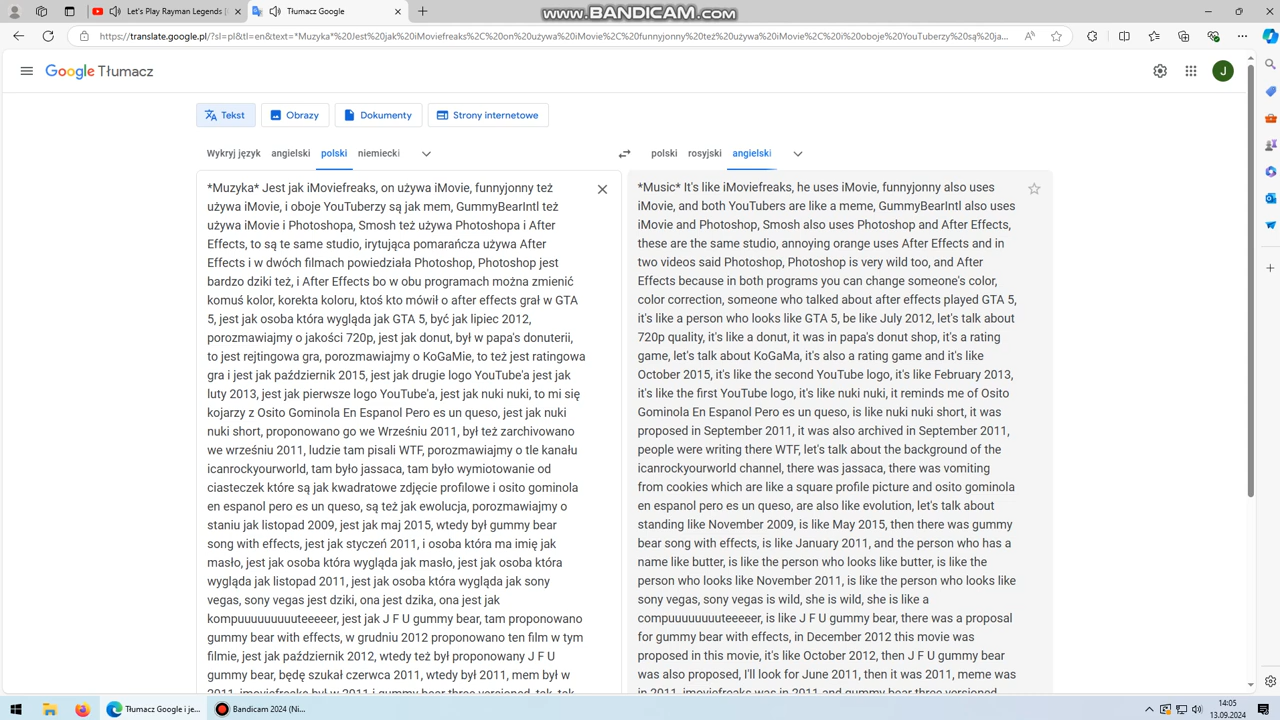 Let's Play Rayman Legends [
Tłumacz Google
www.BANDICAM.com
https://translate.google.pl/?sl=pl&tl=en&text=*Muzyka*%20Jest%20jak%20iMoviefreaks%2C%20on%20używa%20iMovie%2C%20funnyjonny%20też%20używa%20iMovie%2C%20i%20oboje%20YouTuberzy%20są%20ja...
Google Tłumacz
J
Tekst
Obrazy
Dokumenty
Strony internetowe
Wykryj język
angielski
polski
niemiecki
polski
rosyjski
angielski
*Muzyka* Jest jak iMoviefreaks, on używa iMovie, funnyjonny też
używa iMovie, i oboje YouTuberzy są jak mem, GummyBearIntl też
używa iMovie i Photoshopa, Smosh też używa Photoshopa i After
Effects, to są te same studio, irytująca pomarańcza używa After
Effects i w dwóch filmach powiedziała Photoshop, Photoshop jest
bardzo dziki też, i After Effects bo w obu programach można zmienić
komuś kolor, korekta koloru, ktoś kto mówił o after effects grał w GTA
5, jest jak osoba która wygląda jak GTA 5, być jak lipiec 2012,
porozmawiajmy o jakości 720p, jest jak donut, był w papa's donuterii,
to jest rejtingowa gra, porozmawiajmy o KoGaMie, to też jest ratingowa
gra i jest jak październik 2015, jest jak drugie logo YouTube'a jest jak
luty 2013, jest jak pierwsze logo YouTube'a, jest jak nuki nuki, to mi się
kojarzy z Osito Gominola En Espanol Pero es un queso, jest jak nuki
nuki short, proponowano go we Wrześniu 2011, był też zarchivowano
we wrześniu 2011, ludzie tam pisali WTF, porozmawiajmy o tle kanału
icanrockyourworld, tam było jassaca, tam było wymiotowanie od
ciasteczek które są jak kwadratowe zdjęcie profilowe i osito gominola
en espanol pero es un queso, są też jak ewolucja, porozmawiajmy o
staniu jak listopad 2009, jest jak maj 2015, wtedy był gummy bear
song with effects, jest jak styczeń 2011, i osoba która ma imię jak
masło, jest jak osoba która wygląda jak masło, jest jak osoba która
wygląda jak listopad 2011, jest jak osoba która wygląda jak sony
vegas, sony vegas jest dziki, ona jest dzika, ona jest jak
kompuuuuuuuuteeeeer, jest jak J F U gummy bear, tam proponowano
gummy bear with effects, w grudniu 2012 proponowano ten film w tym
filmie, jest jak październik 2012, wtedy też był proponowany J F U
gummy bear, będę szukał czerwca 2011, wtedy był 2011, mem był w
2011, imoviefreaks był w 2011 i gummy bear three versioned, tak, tak
*Music* It's like iMoviefreaks, he uses iMovie, funnyjonny also uses
iMovie, and both YouTubers are like a meme, GummyBearIntl also uses
iMovie and Photoshop, Smosh also uses Photoshop and After Effects,
these are the same studio, annoying orange uses After Effects and in
two videos said Photoshop, Photoshop is very wild too, and After
Effects because in both programs you can change someone's color,
color correction, someone who talked about after effects played GTA 5,
it's like a person who looks like GTA 5, be like July 2012, let's talk about
720p quality, it's like a donut, it was in papa's donut shop, it's a rating
game, let's talk about KoGaMa, it's also a rating game and it's like
October 2015, it's like the second YouTube logo, it's like February 2013,
it's like the first YouTube logo, it's like nuki nuki, it reminds me of Osito
Gominola En Espanol Pero es un queso, is like nuki nuki short, it was
proposed in September 2011, it was also archived in September 2011,
people were writing there WTF, let's talk about the background of the
icanrockyourworld channel, there was jassaca, there was vomiting
from cookies which are like a square profile picture and osito gominola
en espanol pero es un queso, are also like evolution, let's talk about
standing like November 2009, is like May 2015, then there was gummy
bear song with effects, is like January 2011, and the person who has a
name like butter, is like the person who looks like butter, is like the
person who looks like November 2011, is like the person who looks like
sony vegas, sony vegas is wild, she is wild, she is like a
compuuuuuuuuteeeeer, is like J F U gummy bear, there was a proposal
for gummy bear with effects, in December 2012 this movie was
proposed in this movie, it's like October 2012, then J F U gummy bear
was also proposed, I'll look for June 2011, then it was 2011, meme was
in 2011, imoviefreaks was in 2011 and gummy bear three versioned
Tłumacz Google i je...
Bandicam 2024 (Ni...
14:05
13.09.2024